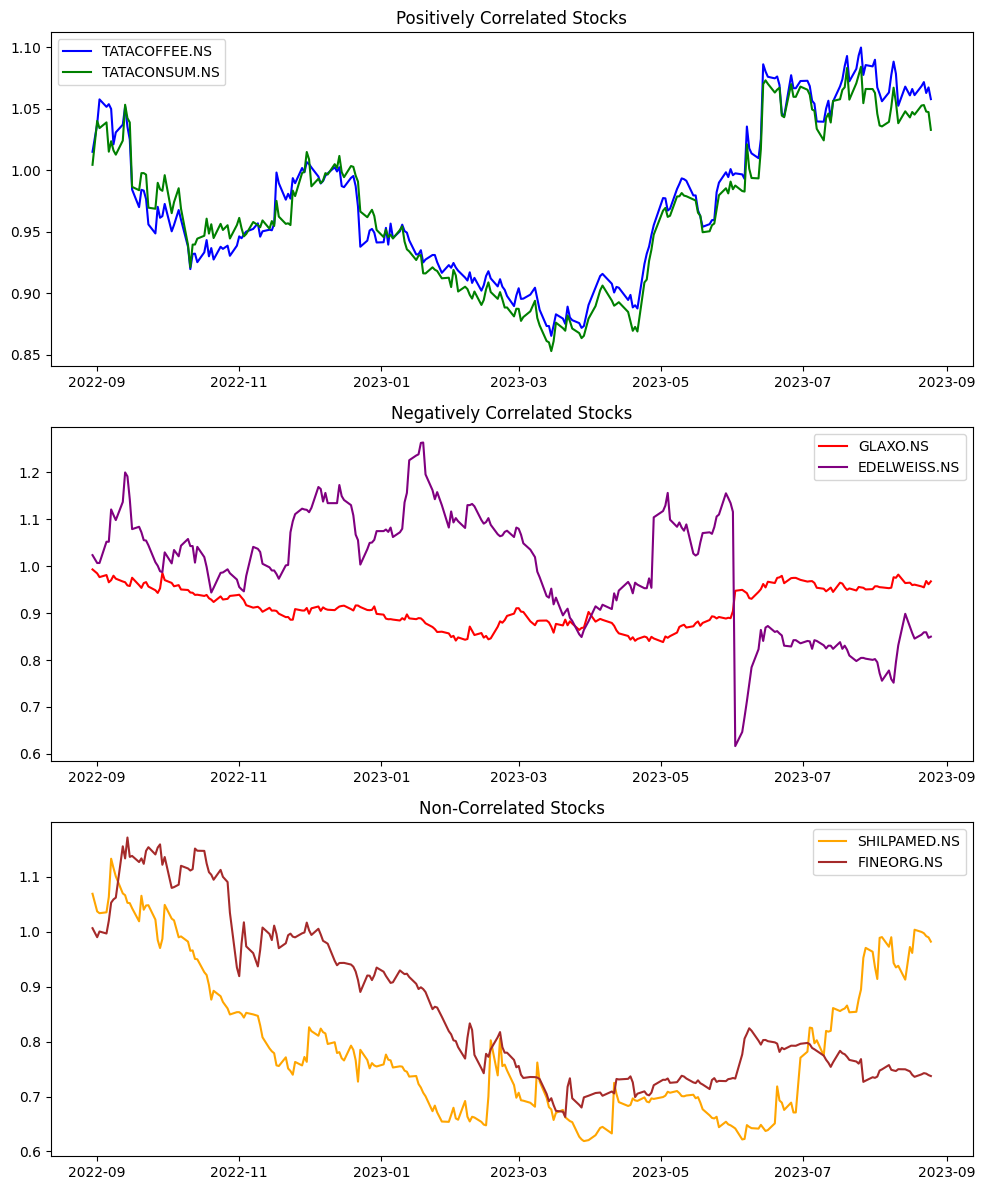 Positively Correlated Stocks
TATACOFFEE.NS
TATACONSUM.NS
1.10
1.05
1.00
0.95
0.90
0.85
2022-09 2022-11 2023-01 2023-03 2023-05 2023-07 2023-09
Negatively Correlated Stocks
GLAXO.NS
EDELWEISS.NS
1.2
1.1
1.0
0.9
0.8
0.7
0.6
2022-09 2022-11 2023-01 2023-03 2023-05 2023-07 2023-09
Non-Correlated Stocks
SHILPAMED.NS
FINEORG.NS
1.1
1.0
0.9
0.8
0.7
0.6
2022-09 2022-11 2023-01 2023-03 2023-05 2023-07 2023-09